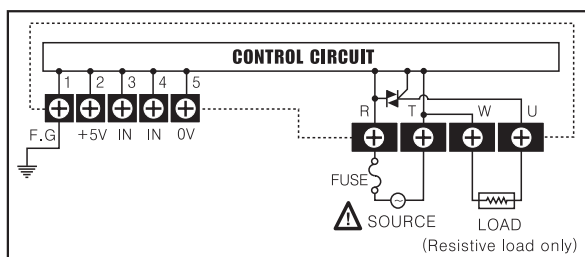 CONTROL CIRCUIT
1 2 3 4 5
R T W U
F.G +5V IN IN 0V
FUSE
SOURCE LOAD
(Resistive load only)